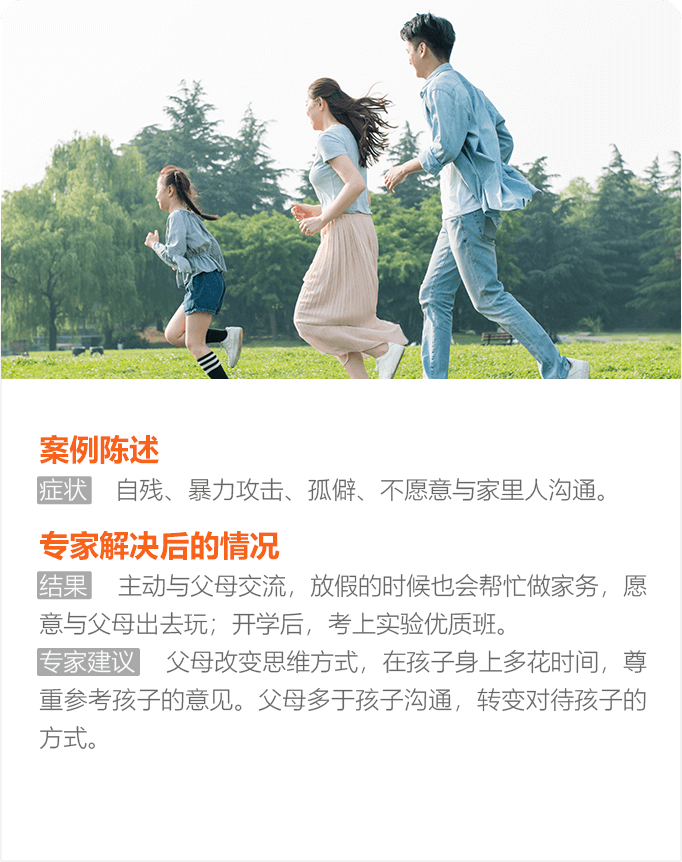 案例陈述
症状 自残、暴力攻击、孤僻、不愿意与家里人沟通。
专家解决后的情况
结果 主动与父母交流，放假的时候也会帮忙做家务，愿
意与父母出去玩；开学后，考上实验优质班。
专家建议 父母改变思维方式，在孩子身上多花时间，尊
重参考孩子的意见。父母多于孩子沟通，转变对待孩子的
方式。